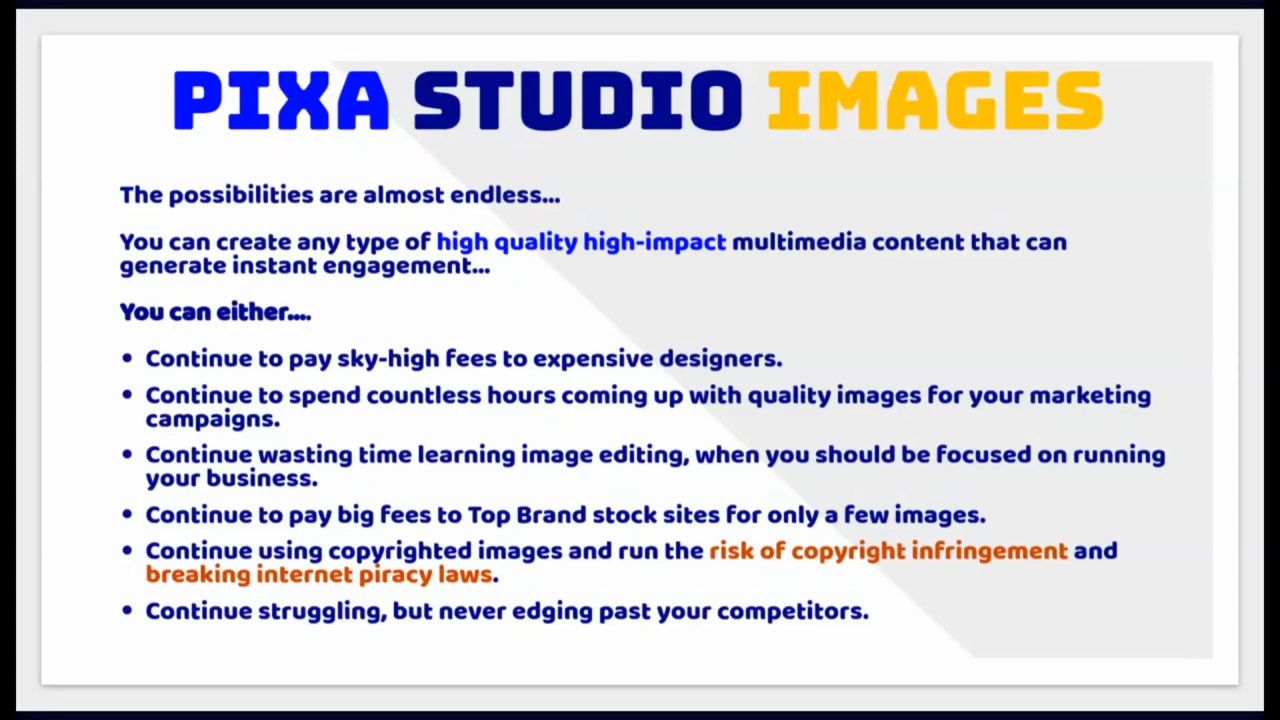 PIXA STUDIO IMAGES
The possibilities are almost endless...
You can create any type of high quality high-impact multimedia content that can
generate instant engagement...
You can either....
• Continue to pay sky-high fees to expensive designers.
• Continue to spend countless hours coming up with quality images for your marketing
campaigns.
• Continue wasting time learning image editing, when you should be focused on running
your business.
• Continue to pay big fees to Top Brand stock sites for only a few images.
• Continue using copyrighted images and run the risk of copyright infringement and
breaking internet piracy laws.
• Continue struggling, but never edging past your competitors.